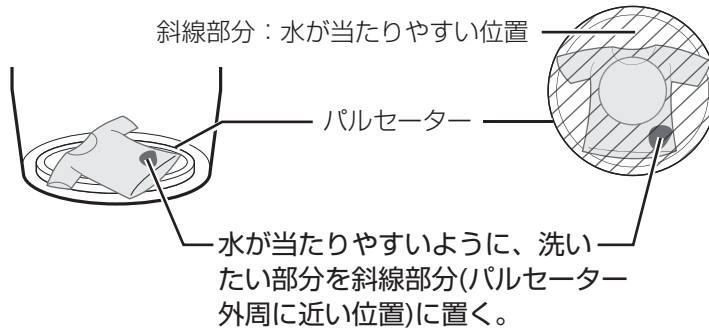 斜線部分：水が当たりやすい位置
パルセーター
水が当たりやすいように、洗い
たい部分を斜線部分(パルセーター
外周に近い位置)に置く。